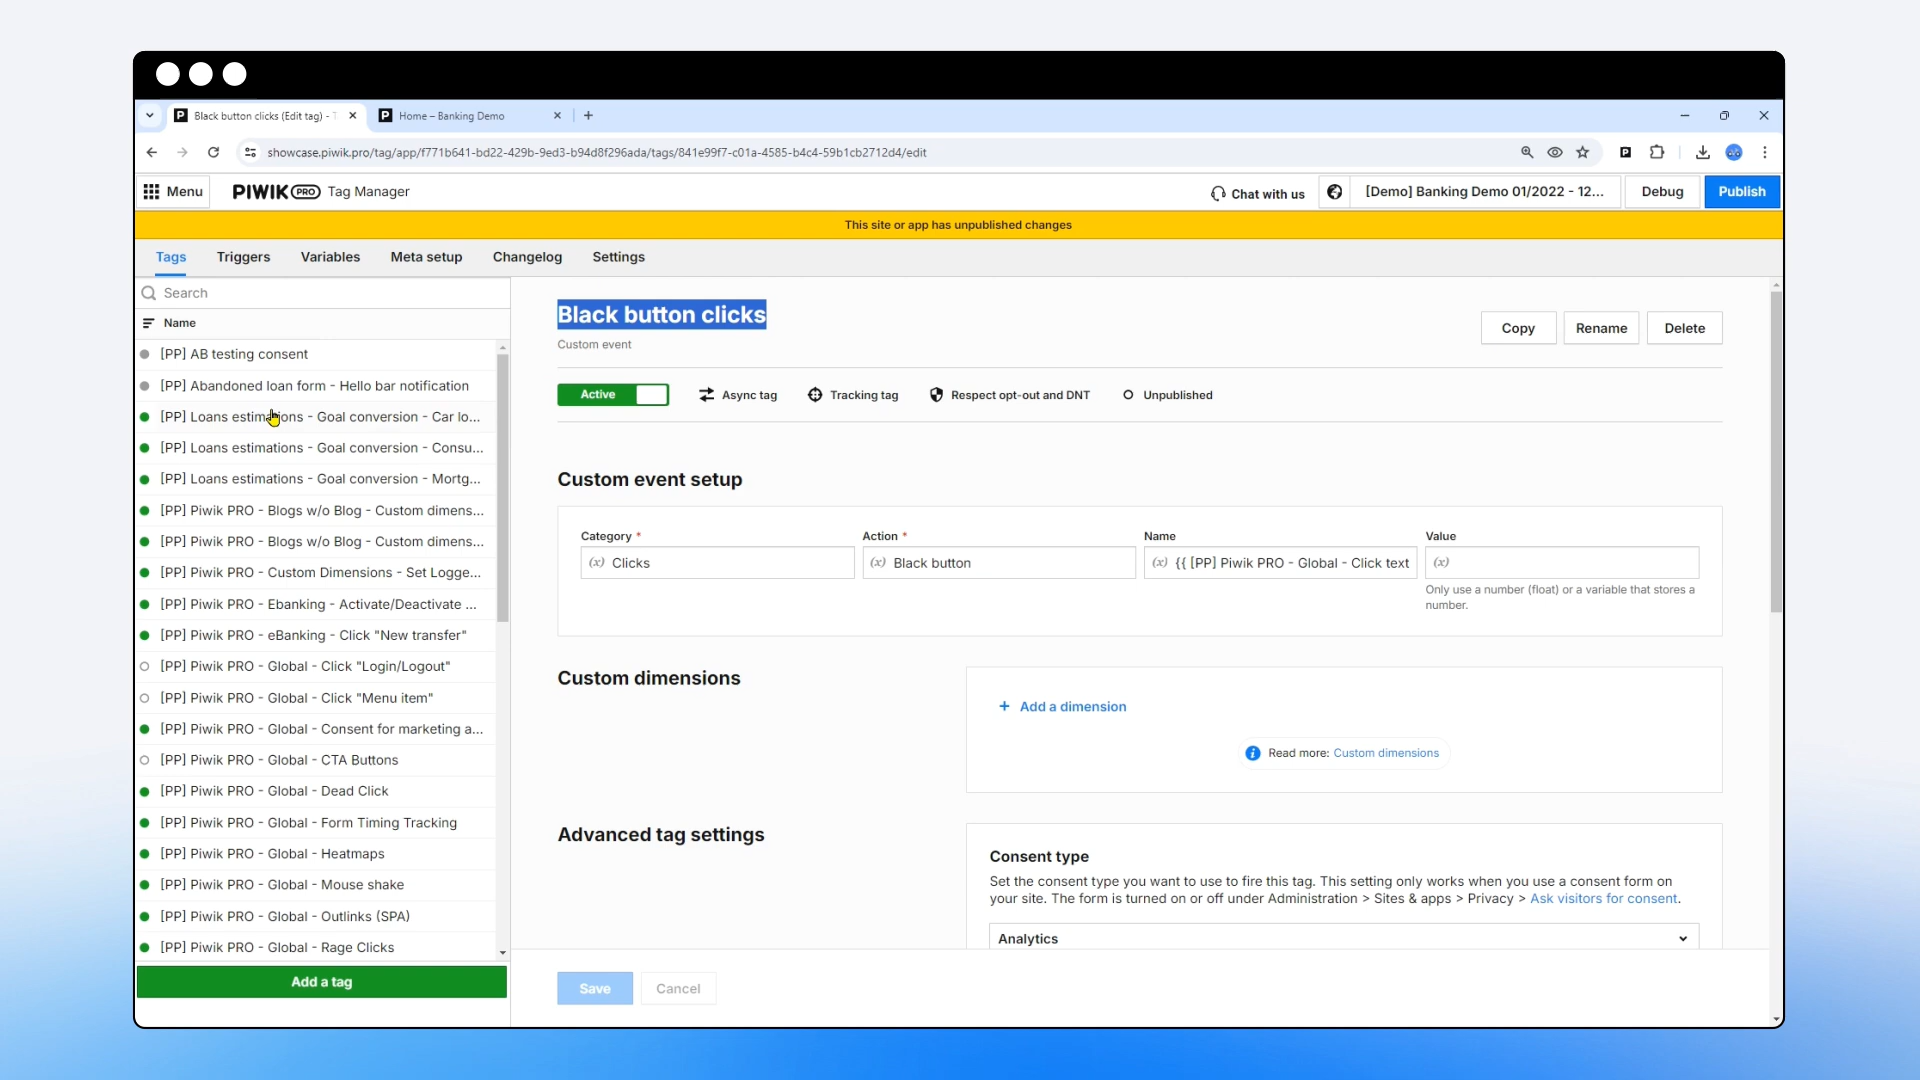 Black button clicks (Edit tag) - T
Home – Banking Demo
showcase.piwik.pro/tag/app/f771b641-bd22-429b-9ed3-b94d8f296ada/tags/841e99f7-c01a-4585-b4c4-59b1cb2712d4/edit
Menu
PIWIK PRO Tag Manager
Chat with us
[Demo] Banking Demo 01/2022 - 12...
Debug
Publish
This site or app has unpublished changes
Tags
Triggers
Variables
Meta setup
Changelog
Settings
Search
Name
[PP] AB testing consent
[PP] Abandoned loan form - Hello bar notification
[PP] Loans estimations - Goal conversion - Car lo...
[PP] Loans estimations - Goal conversion - Consu...
[PP] Loans estimations - Goal conversion - Mortg...
[PP] Piwik PRO - Blogs w/o Blog - Custom dimens...
[PP] Piwik PRO - Blogs w/o Blog - Custom dimens...
[PP] Piwik PRO - Custom Dimensions - Set Logge...
[PP] Piwik PRO - Ebanking - Activate/Deactivate ...
[PP] Piwik PRO - eBanking - Click "New transfer"
[PP] Piwik PRO - Global - Click "Login/Logout"
[PP] Piwik PRO - Global - Click "Menu item"
[PP] Piwik PRO - Global - Consent for marketing a...
[PP] Piwik PRO - Global - CTA Buttons
[PP] Piwik PRO - Global - Dead Click
[PP] Piwik PRO - Global - Form Timing Tracking
[PP] Piwik PRO - Global - Heatmaps
[PP] Piwik PRO - Global - Mouse shake
[PP] Piwik PRO - Global - Outlinks (SPA)
[PP] Piwik PRO - Global - Rage Clicks
Add a tag
Black button clicks
Custom event
Copy
Rename
Delete
Active
Async tag
Tracking tag
Respect opt-out and DNT
Unpublished
Custom event setup
Category *
Action *
Name
Value
(x) Clicks
(x) Black button
(x) {{ [PP] Piwik PRO - Global - Click text
(x)
Only use a number (float) or a variable that stores a
number.
Custom dimensions
+ Add a dimension
Read more: Custom dimensions
Advanced tag settings
Consent type
Set the consent type you want to use to fire this tag. This setting only works when you use a consent form on
your site. The form is turned on or off under Administration > Sites & apps > Privacy > Ask visitors for consent.
Analytics
Save
Cancel